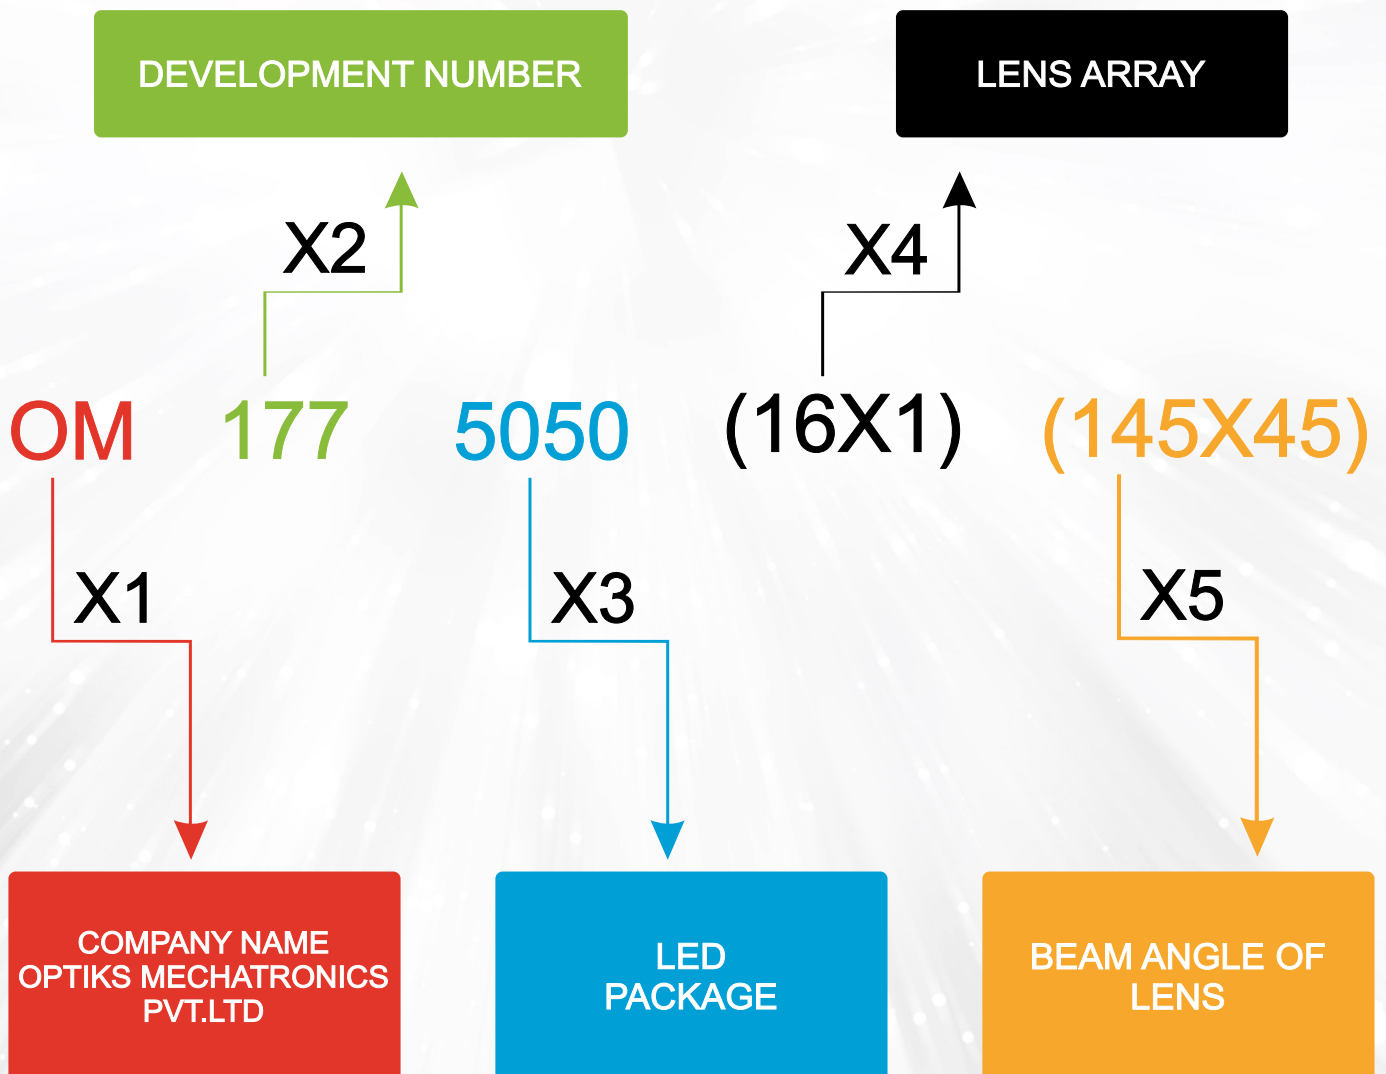 DEVELOPMENT NUMBER
LENS ARRAY
X2
X4
OM 177 5050 (16X1) (145X45)
X1
X3
X5
COMPANY NAME
OPTIKS MECHATRONICS
PVT.LTD
LED
PACKAGE
BEAM ANGLE OF
LENS